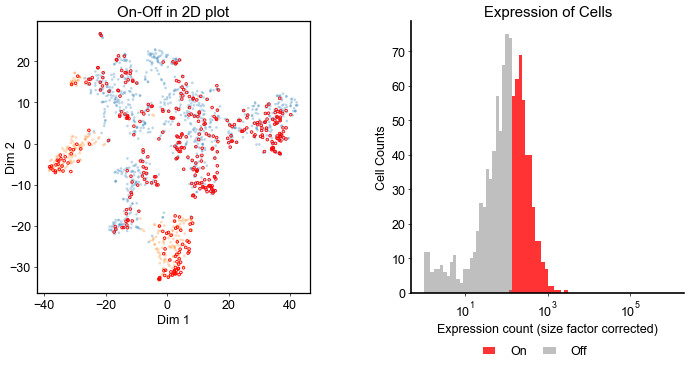 On-Off in 2D plot
Dim 2
20
10
0
−10
−20
−30
−40
−20
0
20
40
Dim 1
Expression of Cells
Cell Counts
70
60
50
40
30
20
10
0
10^1
10^3
10^5
Expression count (size factor corrected)
On
Off